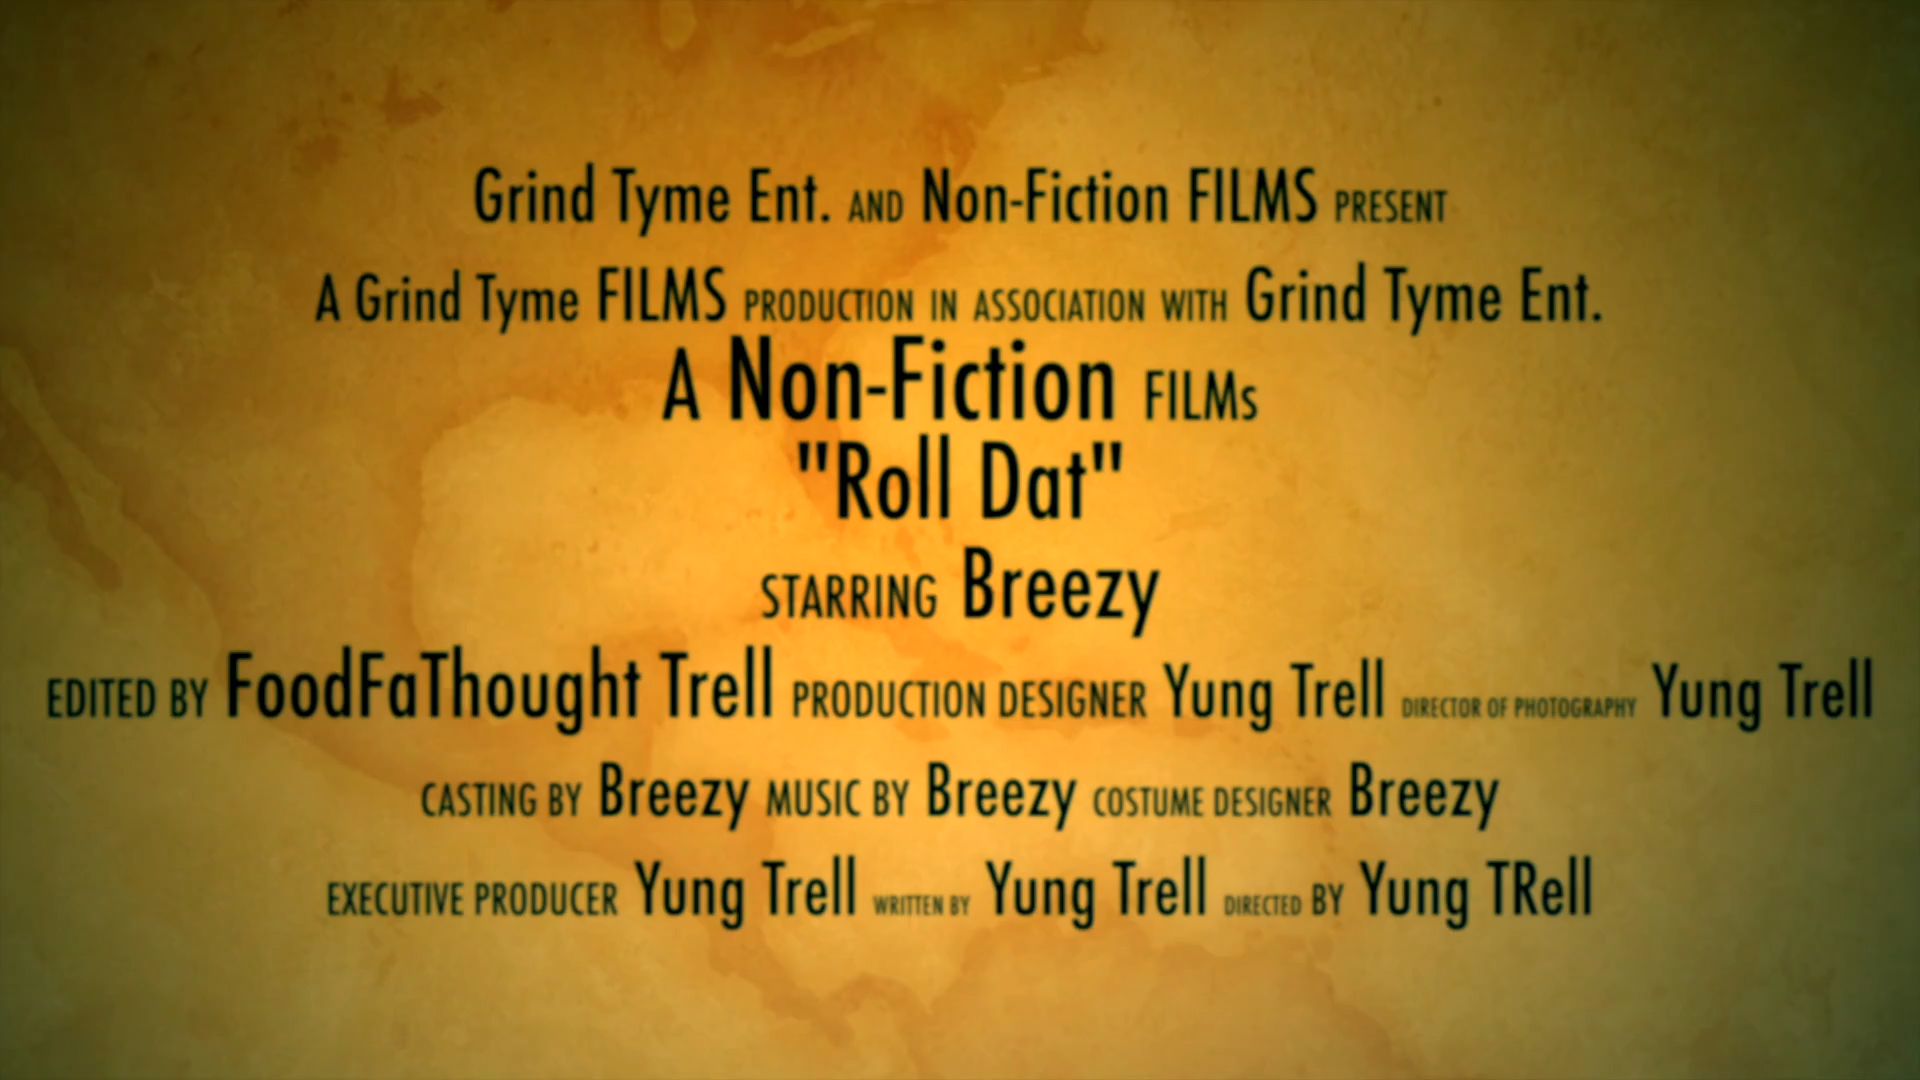 Grind Tyme Ent. AND Non-Fiction FILMS PRESENT
A Grind Tyme FILMS PRODUCTION IN ASSOCIATION WITH Grind Tyme Ent.
A Non-Fiction FILMs
"Roll Dat"
STARRING Breezy
EDITED BY FoodFaThought Trell PRODUCTION DESIGNER Yung Trell DIRECTOR OF PHOTOGRAPHY Yung Trell
CASTING BY Breezy MUSIC BY Breezy COSTUME DESIGNER Breezy
EXECUTIVE PRODUCER Yung Trell WRITTEN BY Yung Trell DIRECTED BY Yung TRell